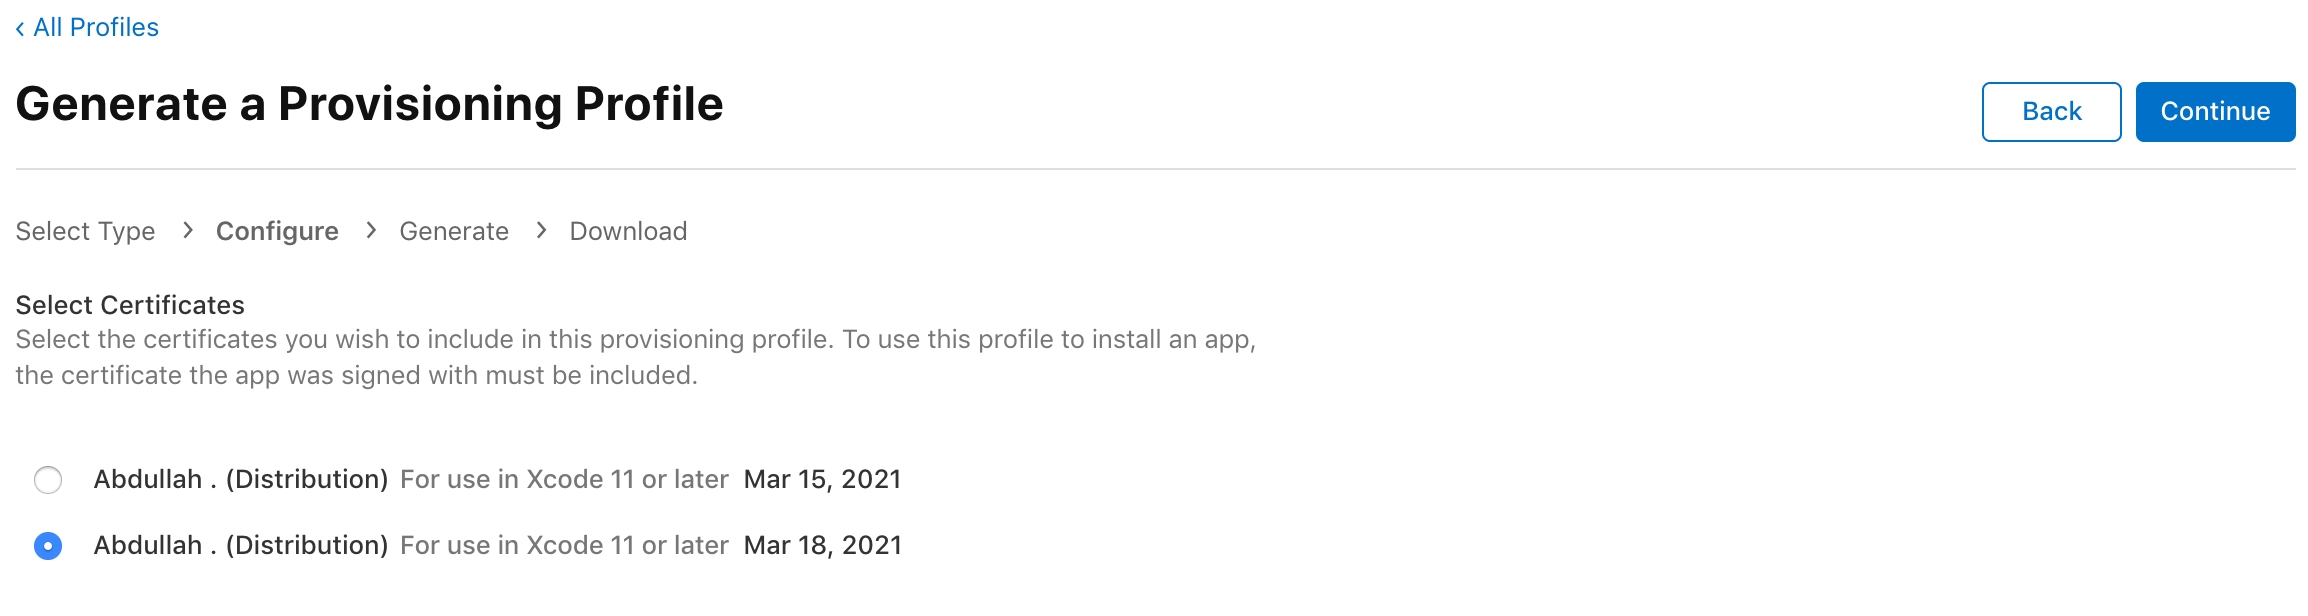 ‹ All Profiles
Generate a Provisioning Profile
Back
Continue
Select Type > Configure > Generate > Download
Select Certificates
Select the certificates you wish to include in this provisioning profile. To use this profile to install an app,
the certificate the app was signed with must be included.
Abdullah . (Distribution) For use in Xcode 11 or later Mar 15, 2021
Abdullah . (Distribution) For use in Xcode 11 or later Mar 18, 2021